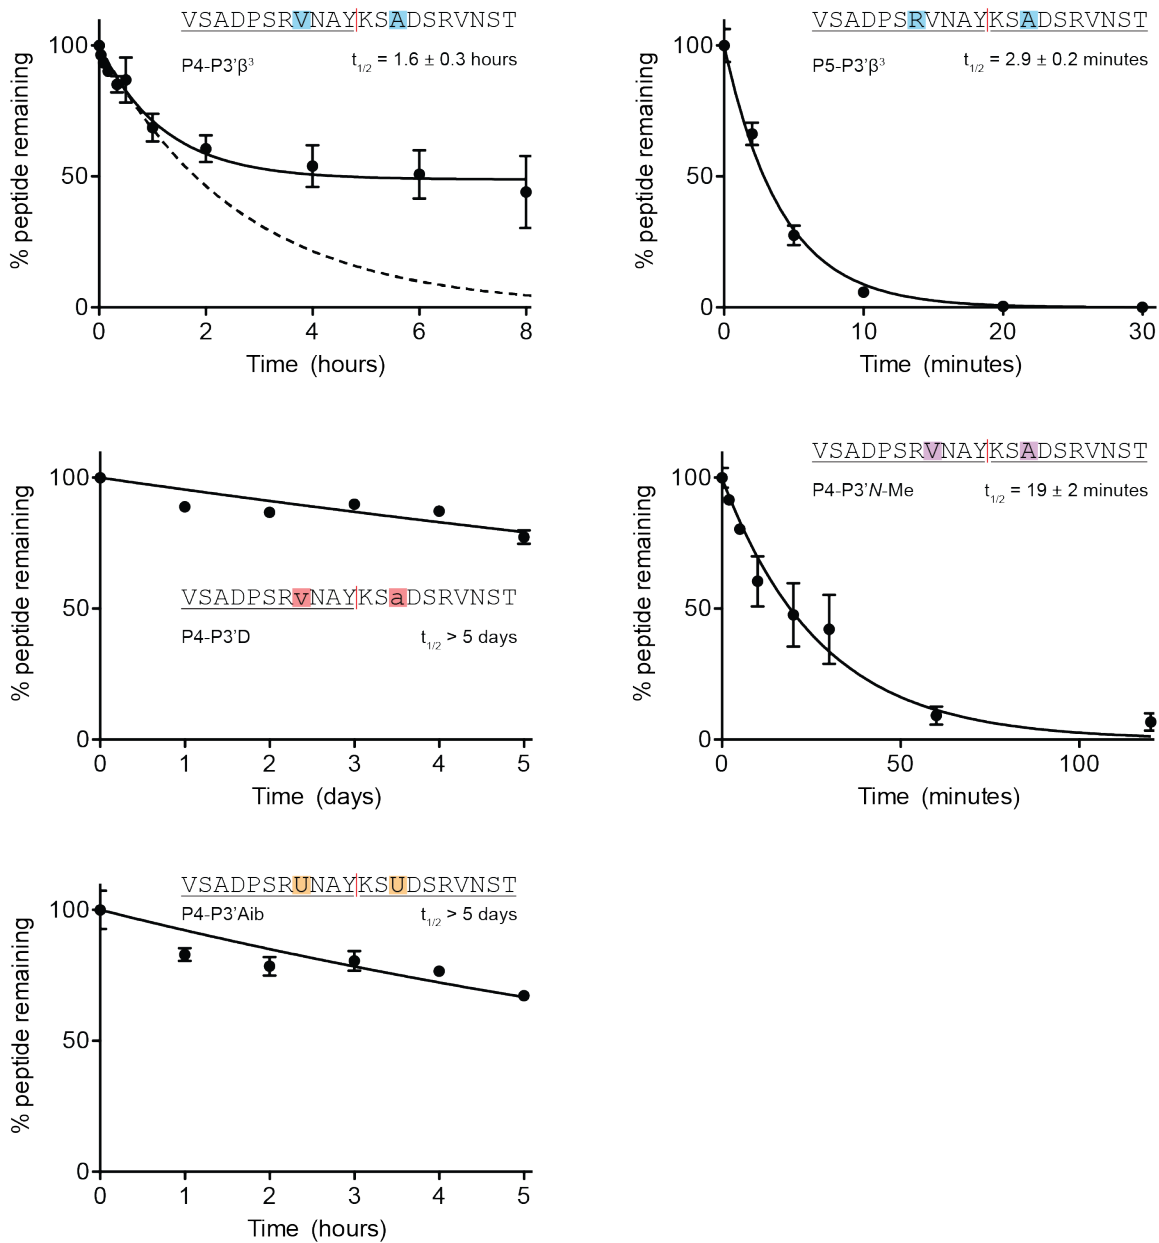 VSADPSRVNAYKSADSRVNST
P4-P3'β³
t1/2 = 1.6 ± 0.3 hours
% peptide remaining
100
50
0
0 2 4 6 8
Time (hours)
VSADPSRVNAYKSADSRVNST
P5-P3'β³
t1/2 = 2.9 ± 0.2 minutes
% peptide remaining
100
50
0
0 10 20 30
Time (minutes)
% peptide remaining
100
50
0
VSADPSRvNAYKSaDSRVNST
P4-P3'D
t1/2 > 5 days
0 1 2 3 4 5
Time (days)
VSADPSRVNAYKSADSRVNST
P4-P3'N-Me
t1/2 = 19 ± 2 minutes
% peptide remaining
100
50
0
0 50 100
Time (minutes)
VSADPSRUNAYKSUDSRVNST
P4-P3'Aib
t1/2 > 5 days
% peptide remaining
100
50
0
0 1 2 3 4 5
Time (hours)